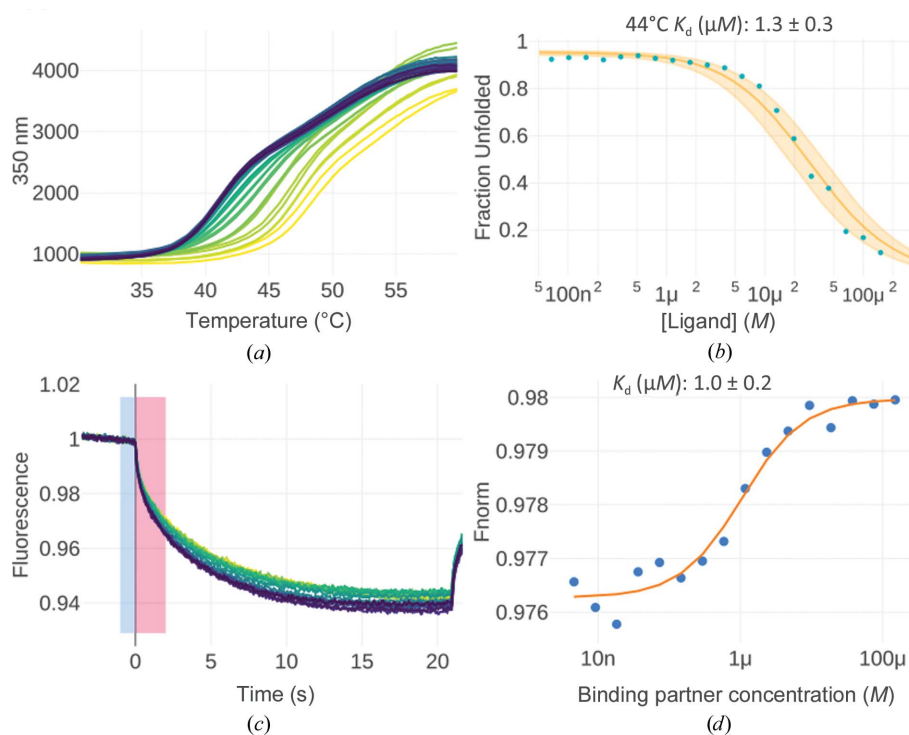 4000
3000
2000
1000
350 nm
35 40 45 50 55
Temperature (°C)
(a)
44°C Kd (μM): 1.3 ± 0.3
1
0.8
0.6
0.4
0.2
Fraction Unfolded
5 100n 2 5 1μ 2 5 10μ 2 5 100μ 2
[Ligand] (M)
(b)
1.02
1
0.98
0.96
0.94
Fluorescence
0 5 10 15 20
Time (s)
(c)
Kd (μM): 1.0 ± 0.2
0.98
0.979
0.978
0.977
0.976
Fnorm
10n 1μ 100μ
Binding partner concentration (M)
(d)